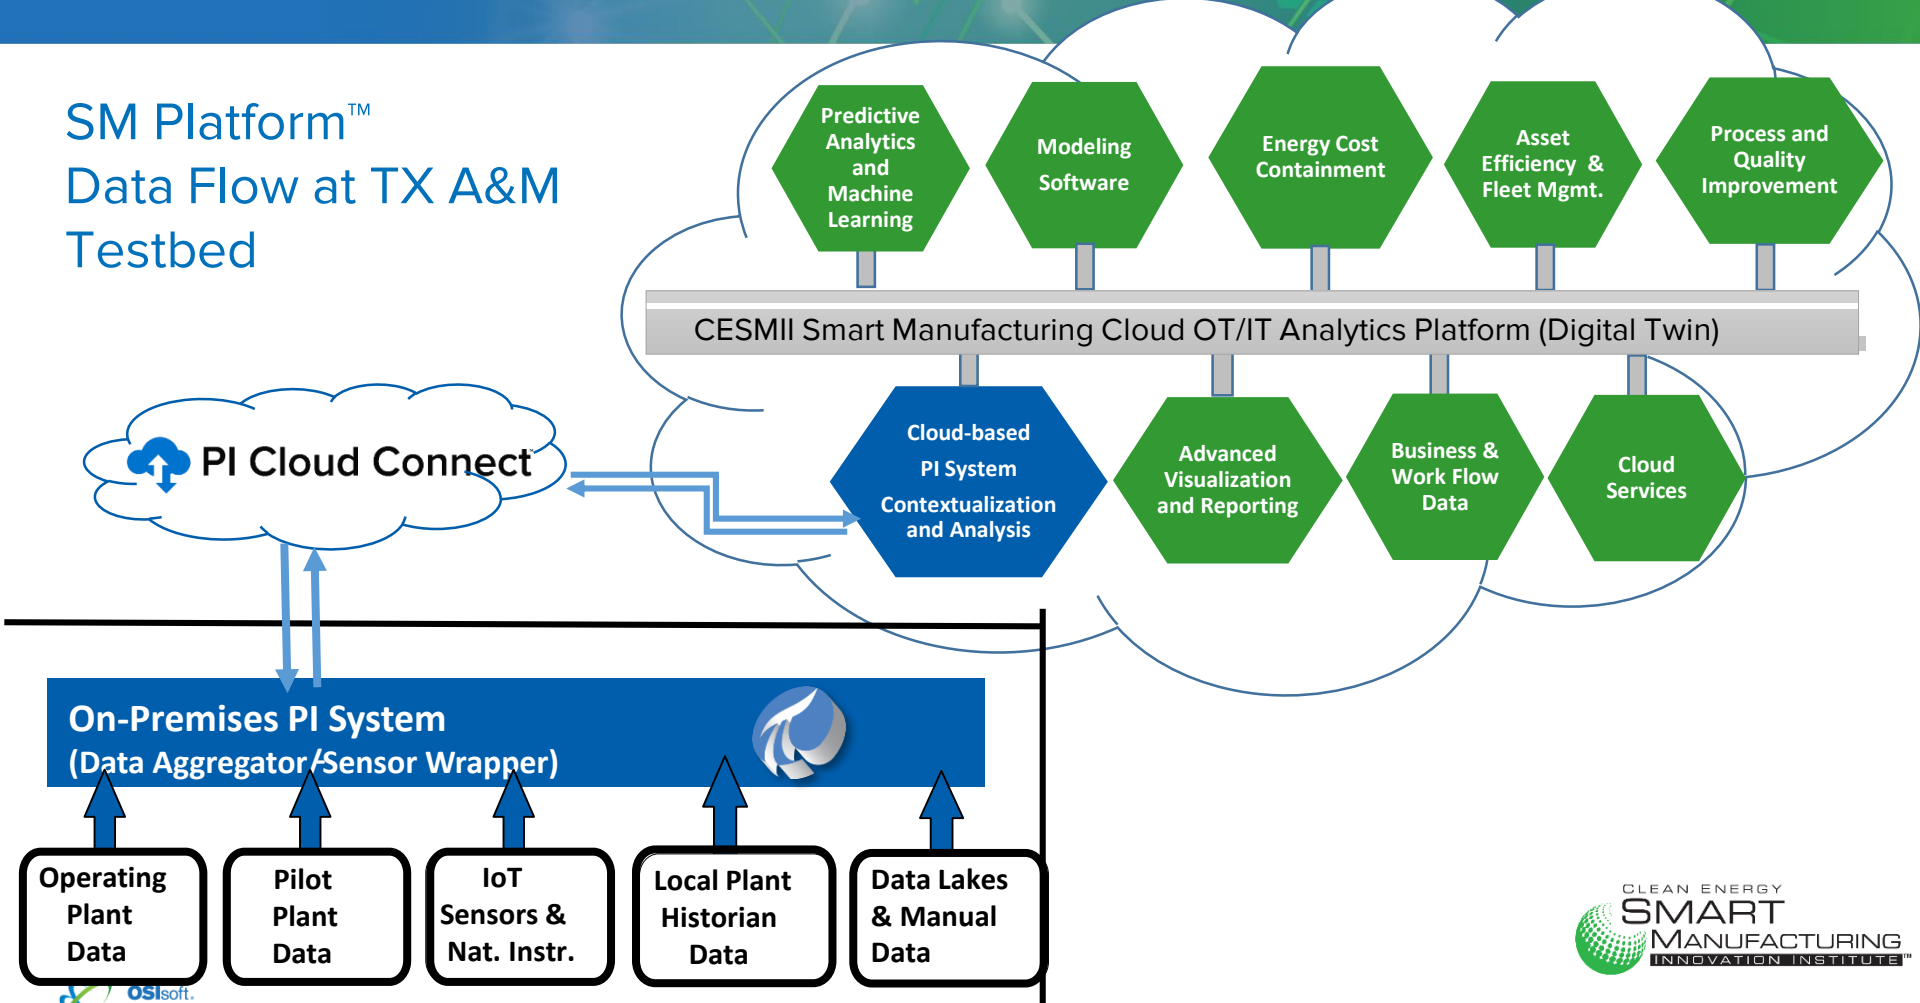 SM Platform™
Data Flow at TX A&M
Testbed
Predictive
Analytics
and
Machine
Learning
Modeling
Software
Energy Cost
Containment
Asset
Efficiency &
Fleet Mgmt.
Process and
Quality
Improvement
CESMII Smart Manufacturing Cloud OT/IT Analytics Platform (Digital Twin)
PI Cloud Connect™
Cloud-based
PI System
Contextualization
and Analysis
Advanced
Visualization
and Reporting
Business &
Work Flow
Data
Cloud
Services
On-Premises PI System
(Data Aggregator/Sensor Wrapper)
Operating
Plant
Data
Pilot
Plant
Data
IoT
Sensors &
Nat. Instr.
Local Plant
Historian
Data
Data Lakes
& Manual
Data
OSIsoft.
CLEAN ENERGY
SMART
MANUFACTURING
INNOVATION INSTITUTE™